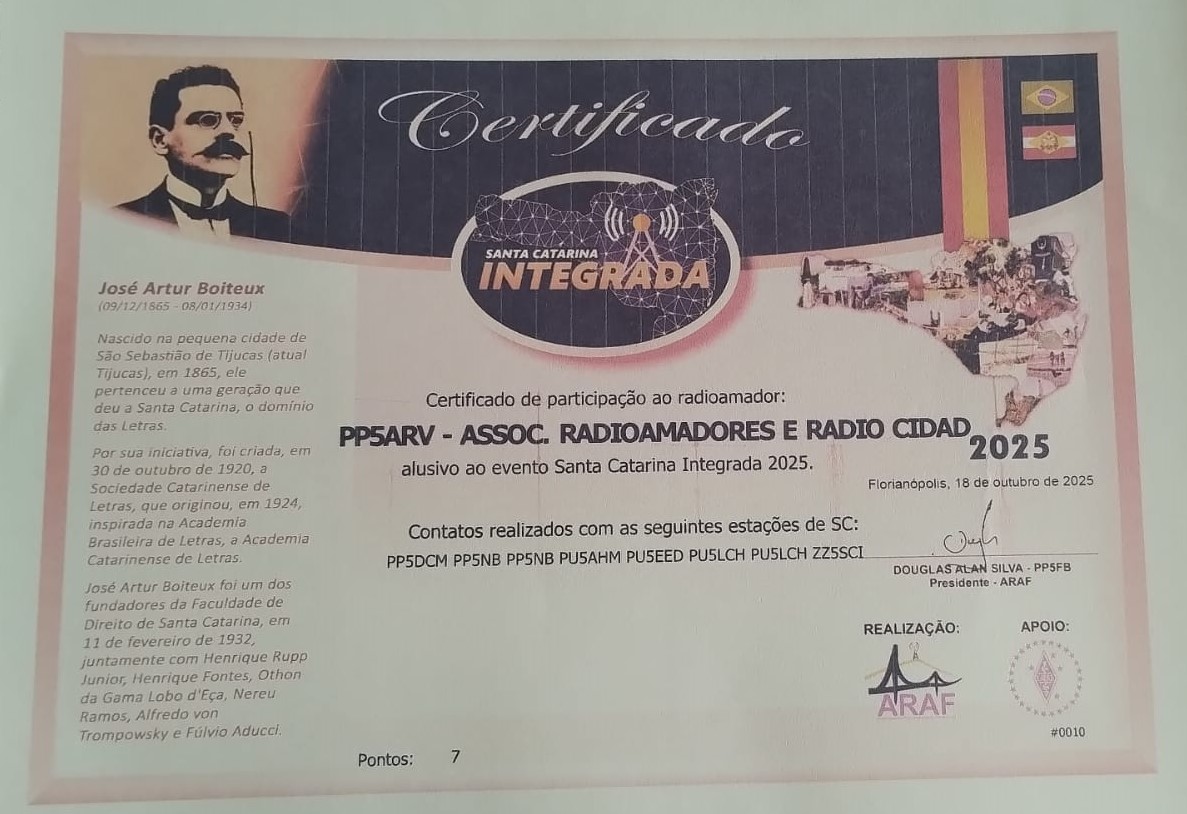 Certificado
SANTA CATARINA
INTEGRADA
José Artur Boiteux
(09/12/1865 - 08/01/1934)
Nascido na pequena cidade de
São Sebastião de Tijucas (atual
Tijucas), em 1865, ele
pertenceu a uma geração que
deu a Santa Catarina, o domínio
das Letras.
Por sua iniciativa, foi criada, em
30 de outubro de 1920, a
Sociedade Catarinense de
Letras, que originou, em 1924,
inspirada na Academia
Brasileira de Letras, a Academia
Catarinense de Letras.
José Artur Boiteux foi um dos
fundadores da Faculdade de
Direito de Santa Catarina, em
11 de fevereiro de 1932,
juntamente com Henrique Rupp
Junior, Henrique Fontes, Othon
da Gama Lobo d'Eça, Nereu
Ramos, Alfredo von
Trompowsky e Fúlvio Aducci.
Certificado de participação ao radioamador:
PP5ARV - ASSOC. RADIOAMADORES E RADIO CIDAD
2025
alusivo ao evento Santa Catarina Integrada 2025.
Florianópolis, 18 de outubro de 2025
Contatos realizados com as seguintes estações de SC:
PP5DCM PP5NB PP5NB PU5AHM PU5EED PU5LCH PU5LCH ZZ5SCI
DOUGLAS ALAN SILVA - PP5FB
Presidente - ARAF
REALIZAÇÃO:
APOIO:
ARAF
#0010
Pontos: 7